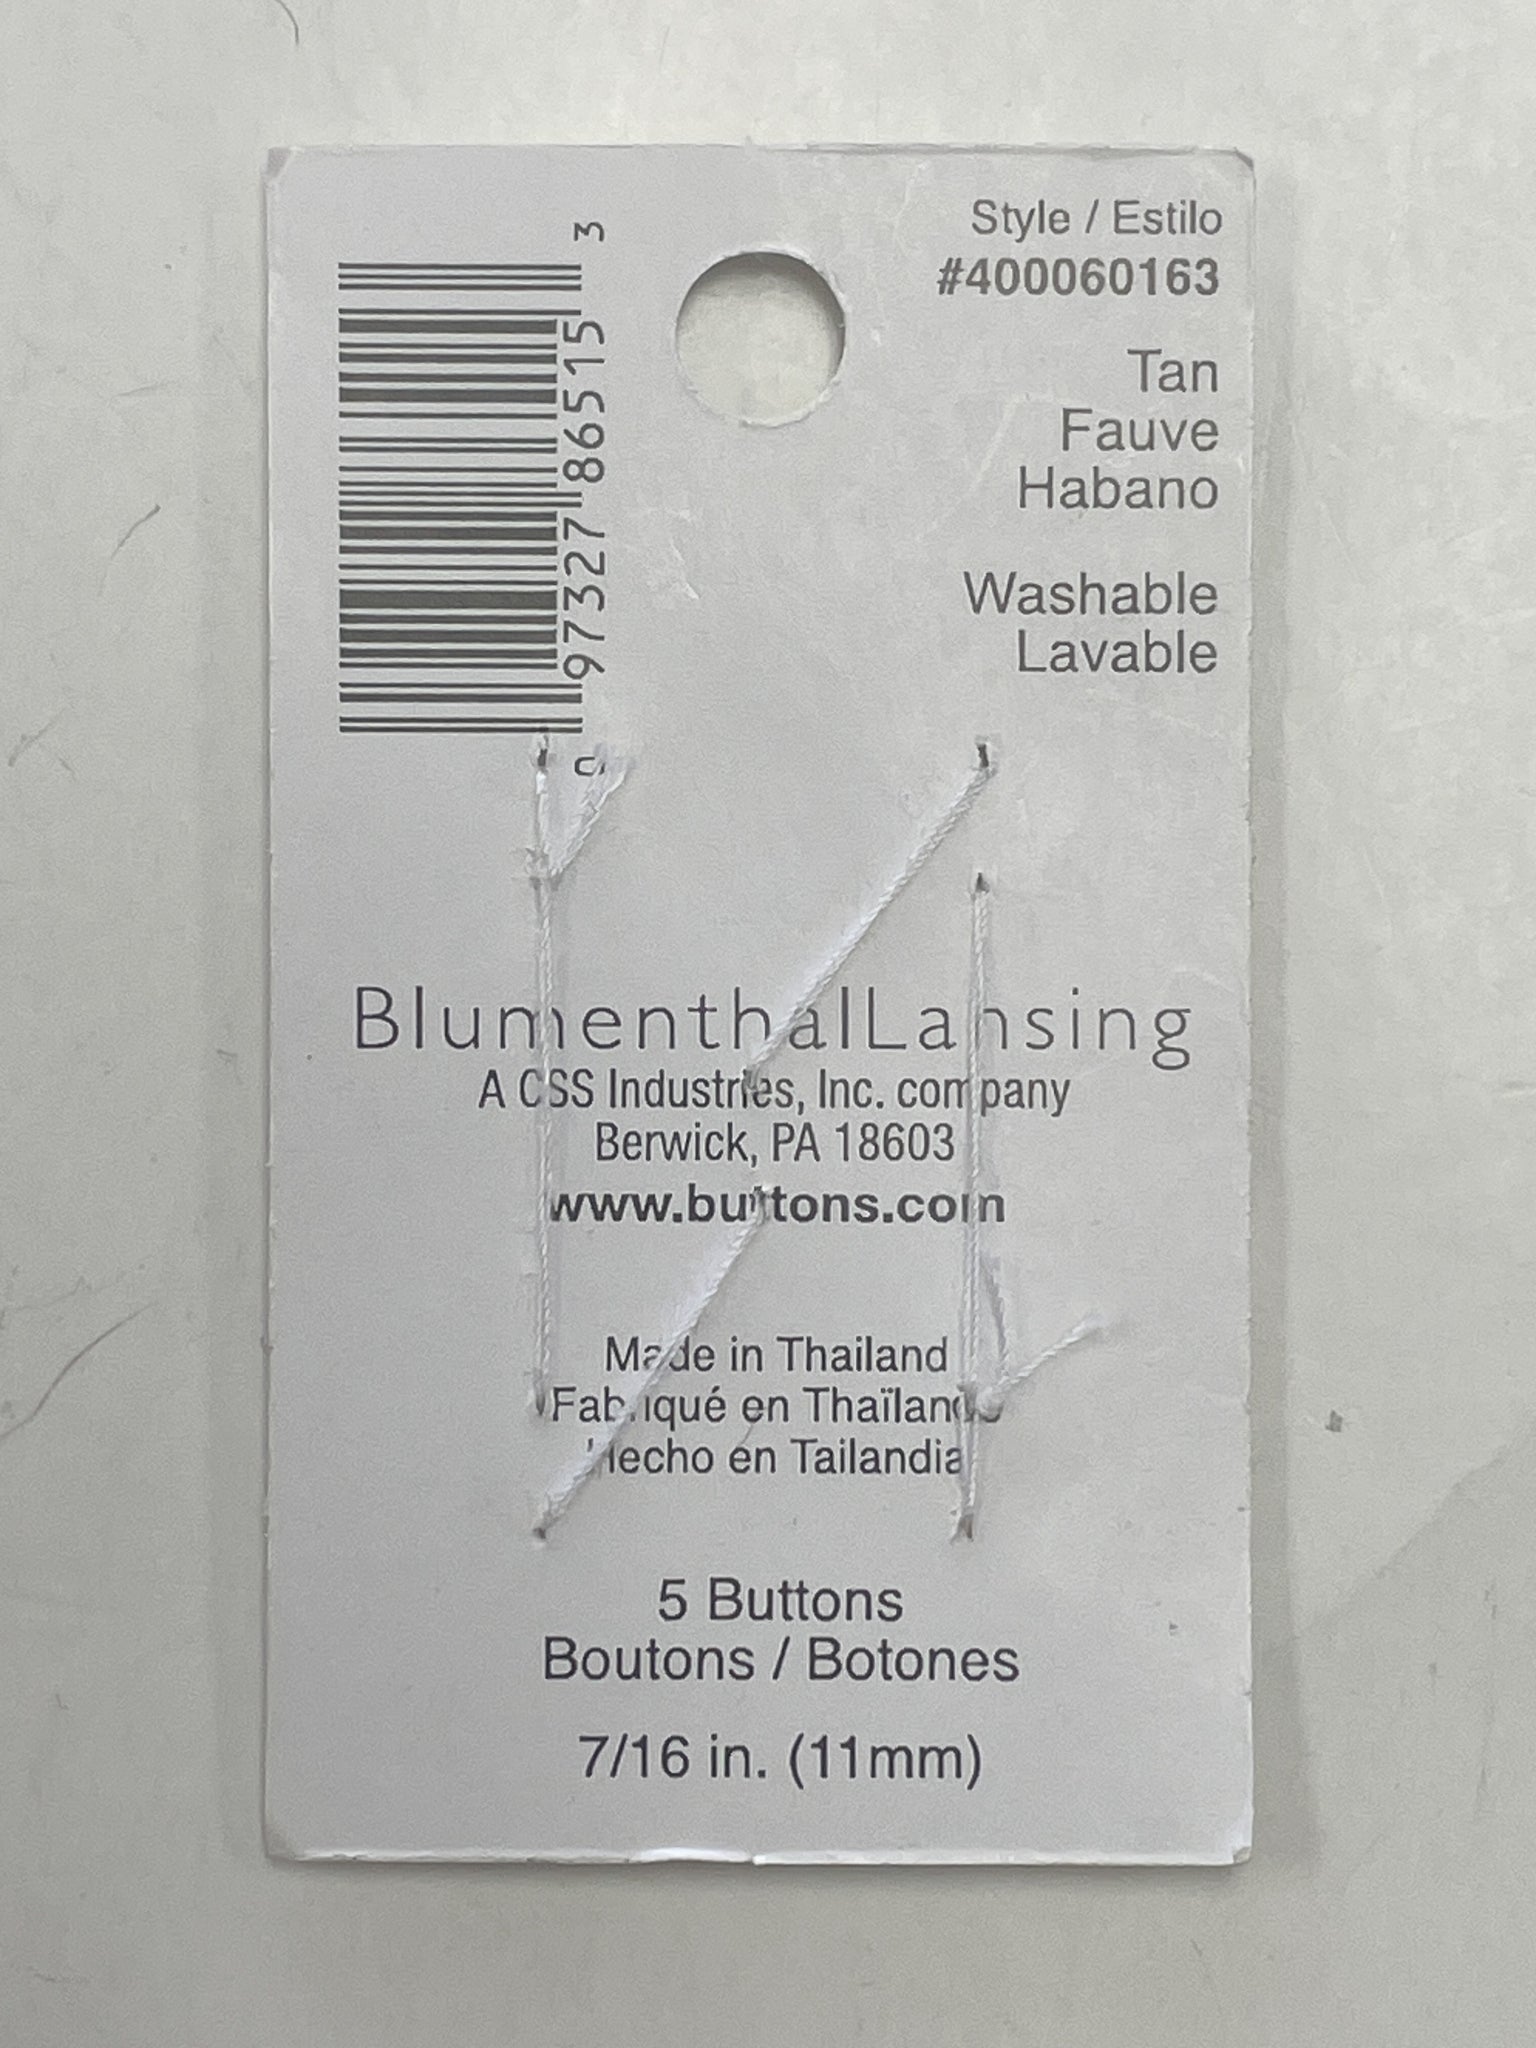 Style / Estilo
#400060163
Tan
Fauve
Habano
Washable
Lavable
0 97327 86515 3
BlumenthalLansing
A CSS Industries, Inc. company
Berwick, PA 18603
www.buttons.com
Made in Thailand
Fabriqué en Thaïlande
Hecho en Tailandia
5 Buttons
Boutons / Botones
7/16 in. (11mm)